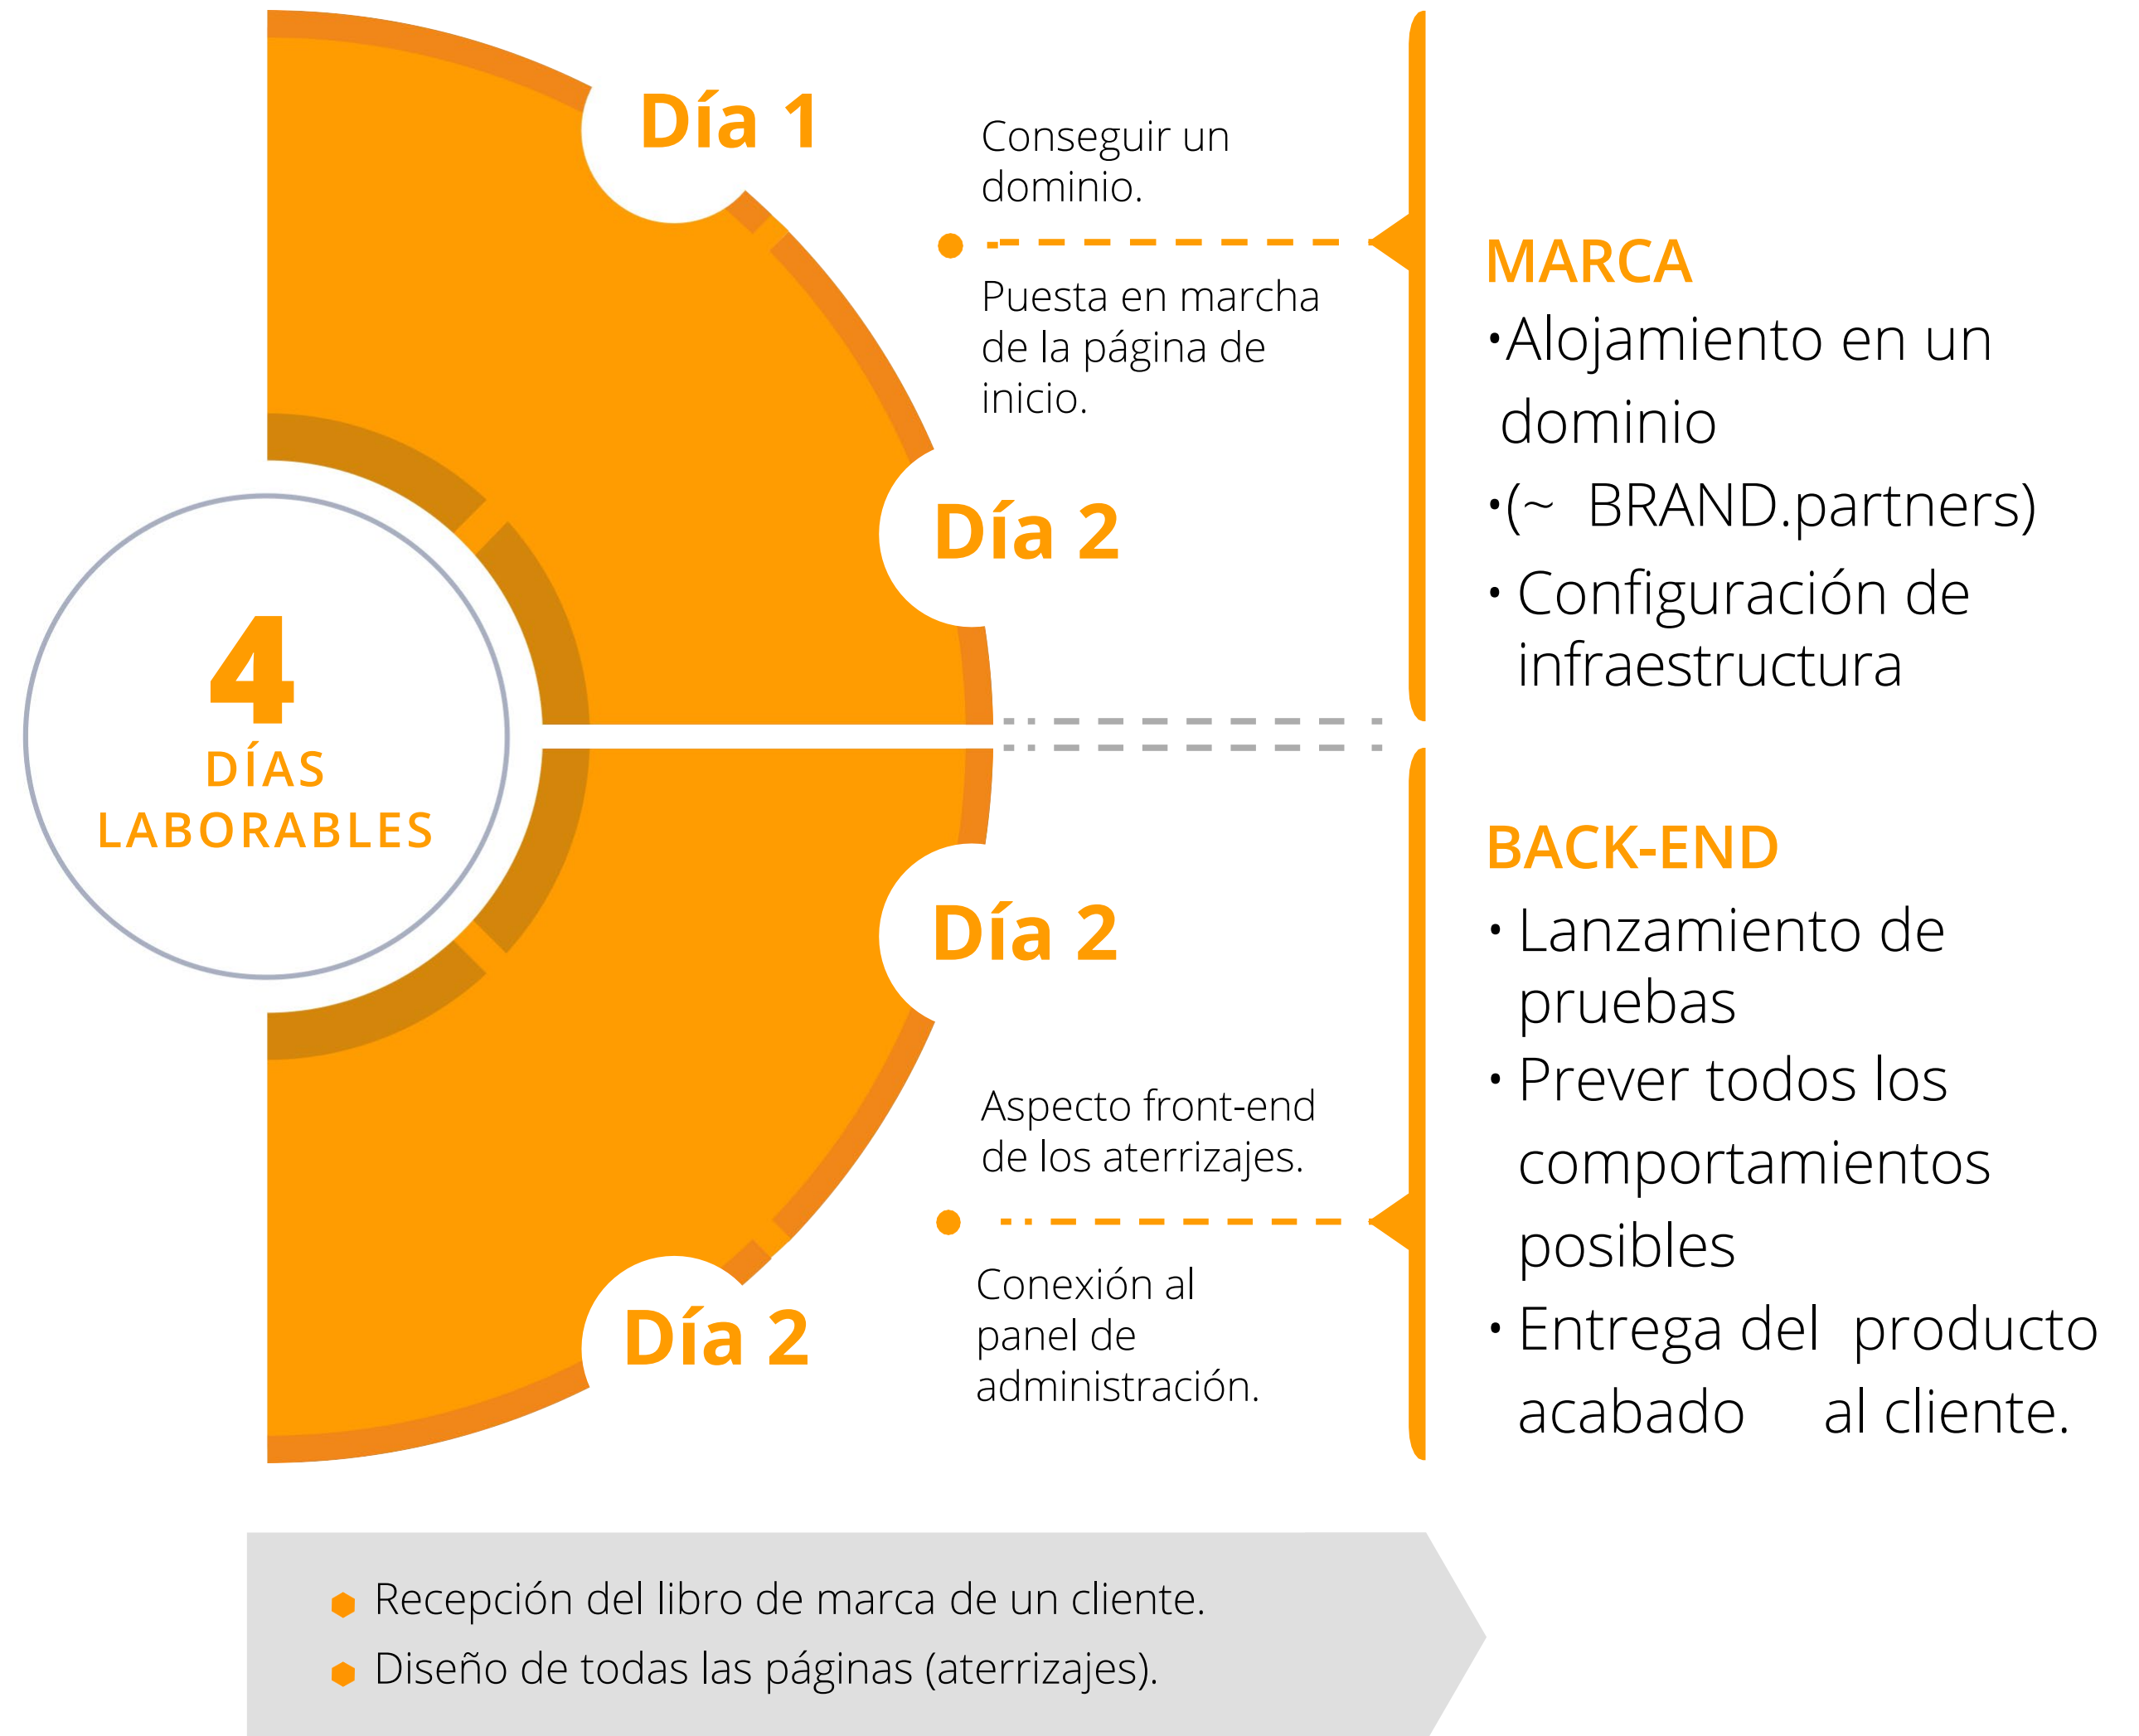 Día 1
Conseguir un
dominio.
Puesta en marcha
de la página de
inicio.
Día 2
MARCA
•Alojamiento en un
dominio
•(~ BRAND.partners)
• Configuración de
infraestructura
4
DÍAS
LABORABLES
Día 2
Aspecto front-end
de los aterrizajes.
Conexión al
panel de
administración.
Día 2
BACK-END
• Lanzamiento de
pruebas
• Prever todos los
comportamientos
posibles
• Entrega del producto
acabado al cliente.
Recepción del libro de marca de un cliente.
Diseño de todas las páginas (aterrizajes).